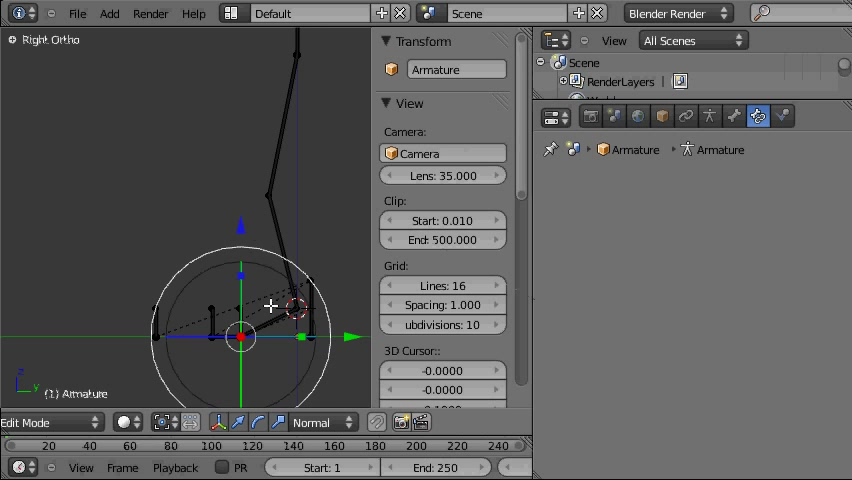 File Add Render Help Default Scene Blender Render
Right Ortho
Transform
Armature
View
Camera:
Camera
Lens: 35.000
Clip:
Start: 0.010
End: 500.000
Grid:
Lines: 16
Spacing: 1.000
ubdivisions: 10
3D Cursor::
-0.0000
-0.0000
View All Scenes
Scene
RenderLayers
Armature Armature
z
y
(1) Armature
Edit Mode Normal
20 40 60 80 100 120 140 160 180 200 220 240
View Frame Playback PR Start: 1 End: 250